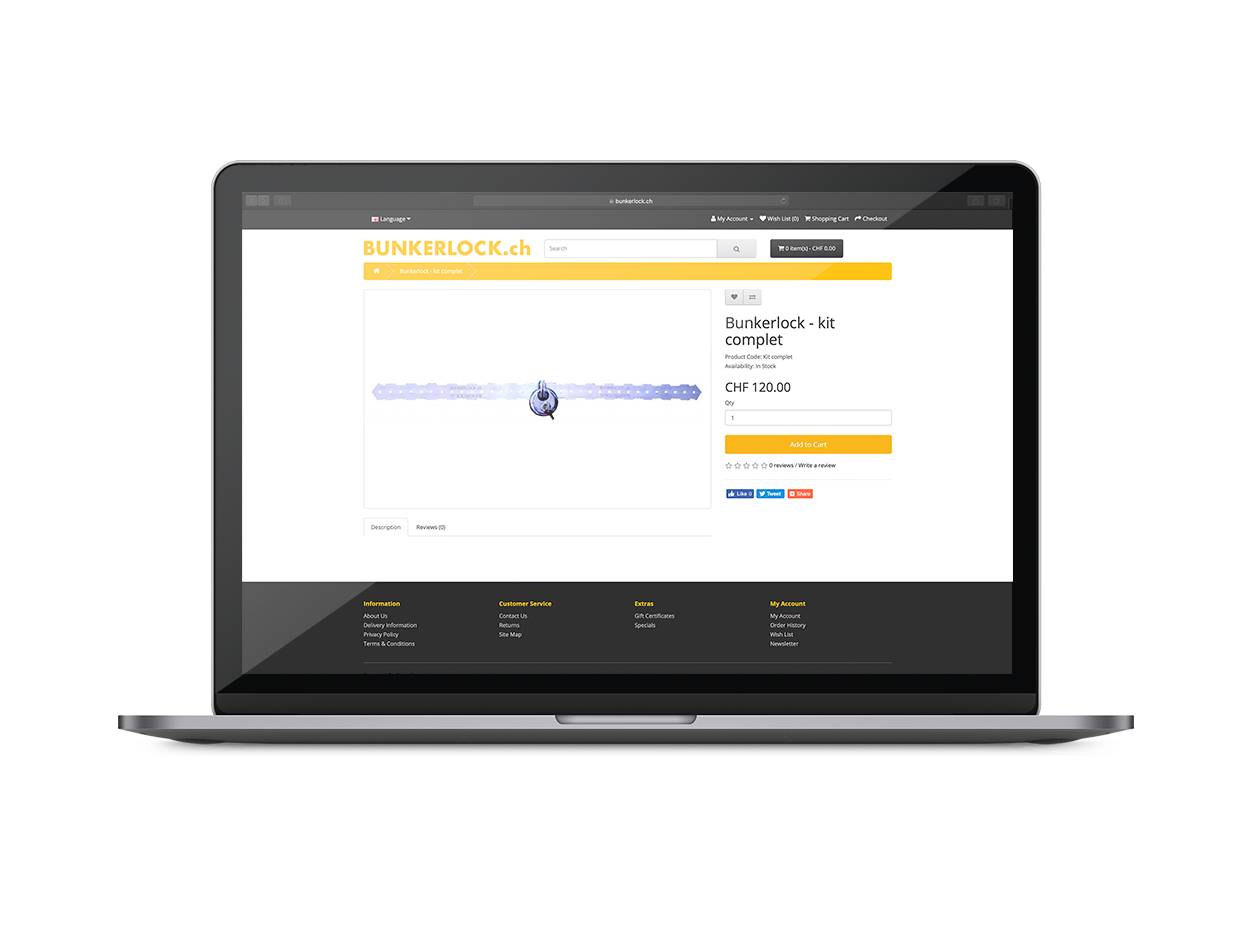 bunkerlock.ch
Language
My Account
Wish List (0)
Shopping Cart
Checkout
BUNKERLOCK.ch
Search
0 item(s) - CHF 0.00
Bunkerlock - kit complet
Bunkerlock - kit
complet
Product Code: Kit complet
Availability: In Stock
CHF 120.00
Qty
1
Add to Cart
0 reviews / Write a review
Like 0
Tweet
Share
Description
Reviews (0)
Information
About Us
Delivery Information
Privacy Policy
Terms & Conditions
Customer Service
Contact Us
Returns
Site Map
Extras
Gift Certificates
Specials
My Account
My Account
Order History
Wish List
Newsletter